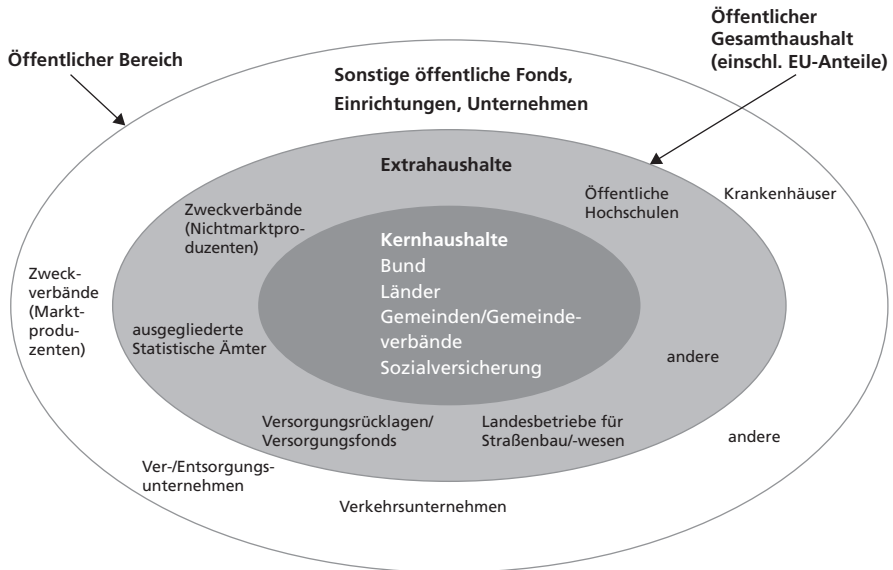 Öffentlicher Bereich
Öffentlicher
Gesamthaushalt
(einschl. EU-Anteile)
Sonstige öffentliche Fonds,
Einrichtungen, Unternehmen
Extrahaushalte
Öffentliche
Hochschulen
Krankenhäuser
Zweckverbände
(Nichtmarktpro-
duzenten)
Kernhaushalte
Bund
Länder
Gemeinden/Gemeinde-
verbände
Sozialversicherung
Zweck-
verbände
(Markt-
produ-
zenten)
ausgegliederte
Statistische Ämter
andere
Versorgungsrücklagen/
Versorgungsfonds
Landesbetriebe für
Straßenbau/-wesen
andere
Ver-/Entsorgungs-
unternehmen
Verkehrsunternehmen